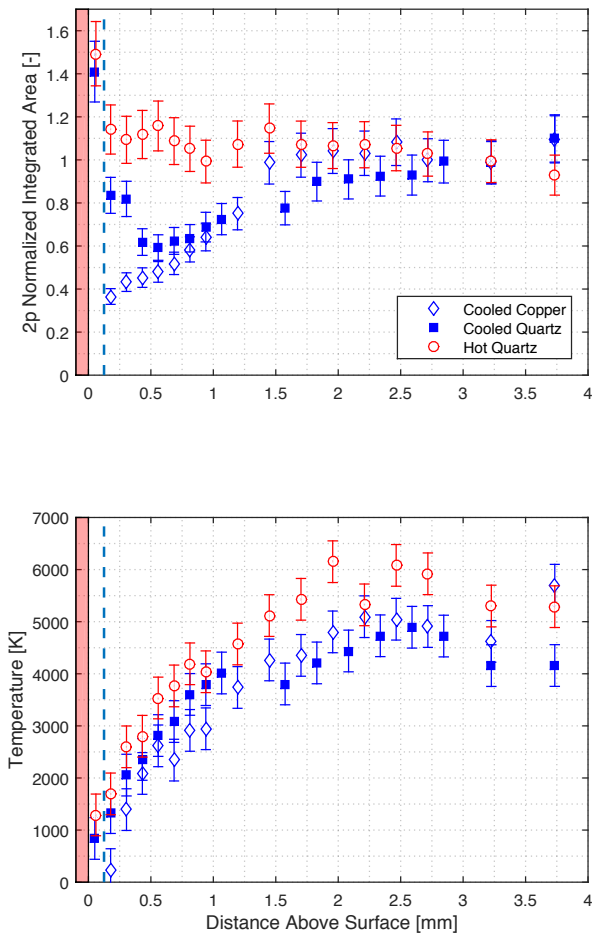 1.6
1.4
1.2
1
0.8
0.6
0.4
0.2
0
2p Normalized Integrated Area [-]
Cooled Copper
Cooled Quartz
Hot Quartz
0 0.5 1 1.5 2 2.5 3 3.5 4
7000
6000
5000
4000
3000
2000
1000
0
Temperature [K]
0 0.5 1 1.5 2 2.5 3 3.5 4
Distance Above Surface [mm]